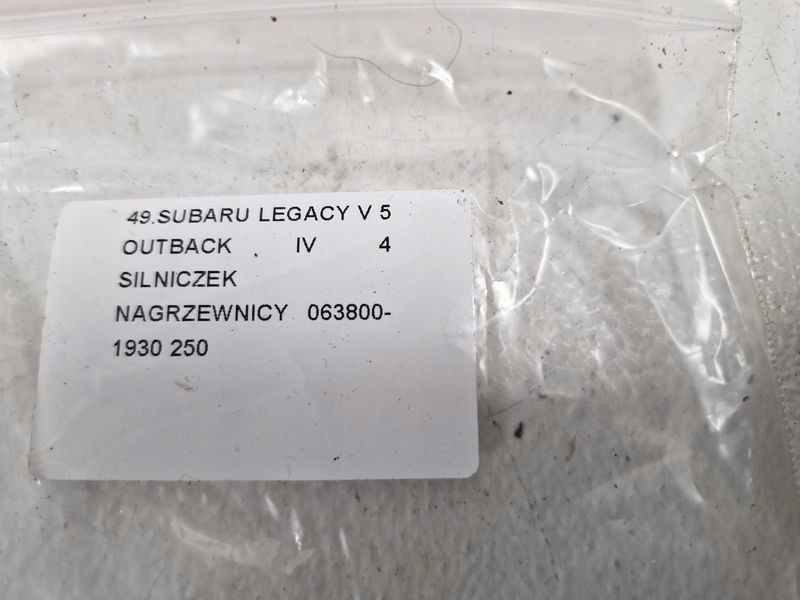 49.SUBARU LEGACY V 5
OUTBACK IV 4
SILNICZEK
NAGRZEWNICY 063800-
1930 250